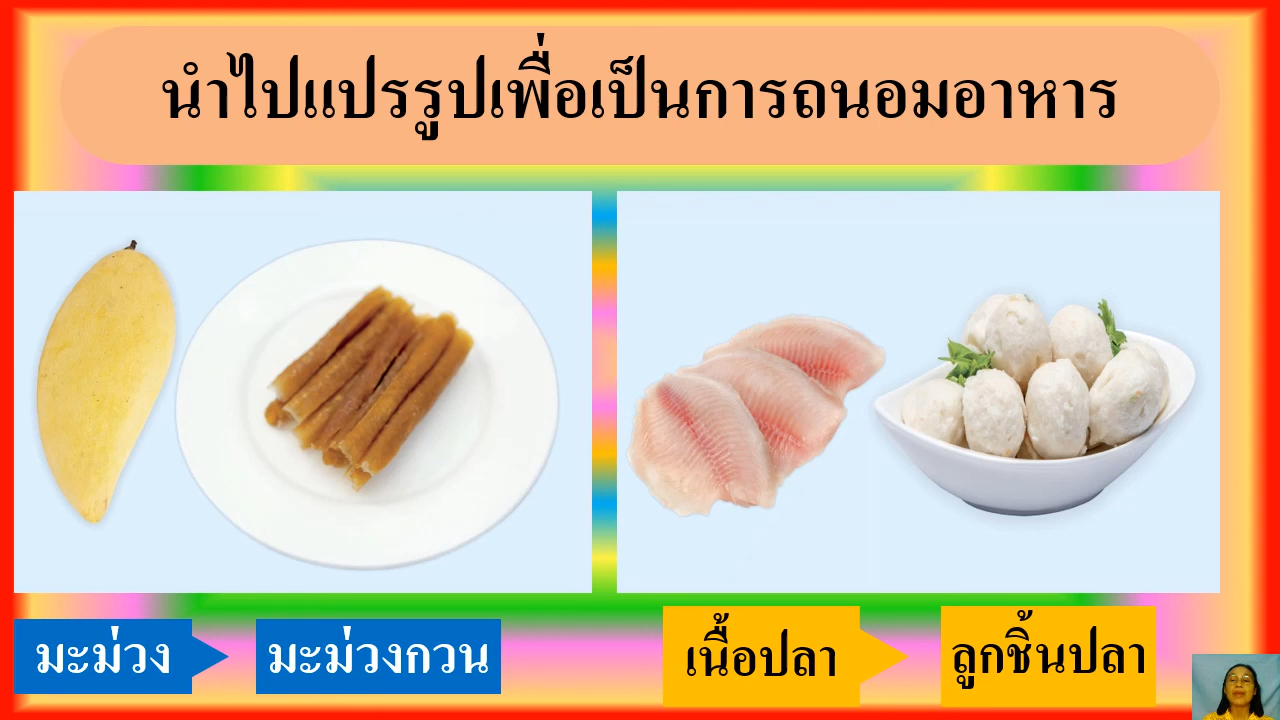 นำไปแปรรูปเพื่อเป็นการถนอมอาหาร
มะม่วง
มะม่วงกวน
เนื้อปลา
ลูกชิ้นปลา